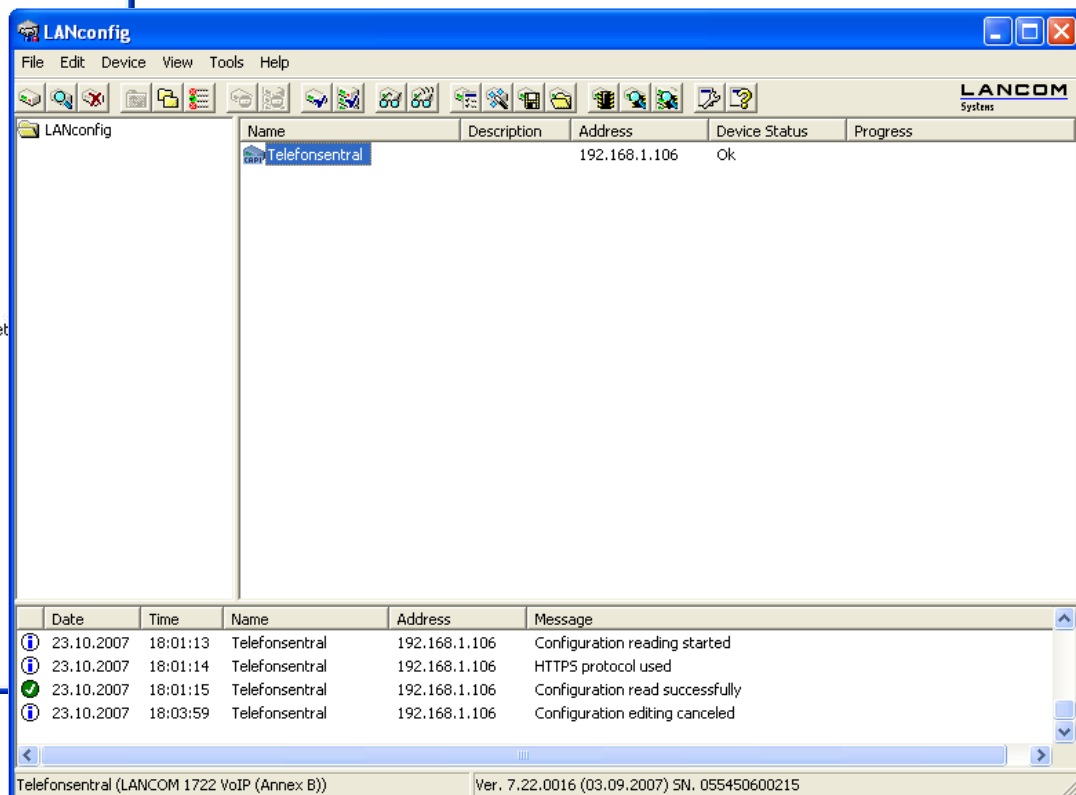 LANconfig
File Edit Device View Tools Help
LANCOM
Systems
LANconfig
Name Description Address Device Status Progress
CAPI Telefonsentral 192.168.1.106 Ok
et
Date Time Name Address Message
23.10.2007 18:01:13 Telefonsentral 192.168.1.106 Configuration reading started
23.10.2007 18:01:14 Telefonsentral 192.168.1.106 HTTPS protocol used
23.10.2007 18:01:15 Telefonsentral 192.168.1.106 Configuration read successfully
23.10.2007 18:03:59 Telefonsentral 192.168.1.106 Configuration editing canceled
Telefonsentral (LANCOM 1722 VoIP (Annex B)) Ver. 7.22.0016 (03.09.2007) SN. 055450600215